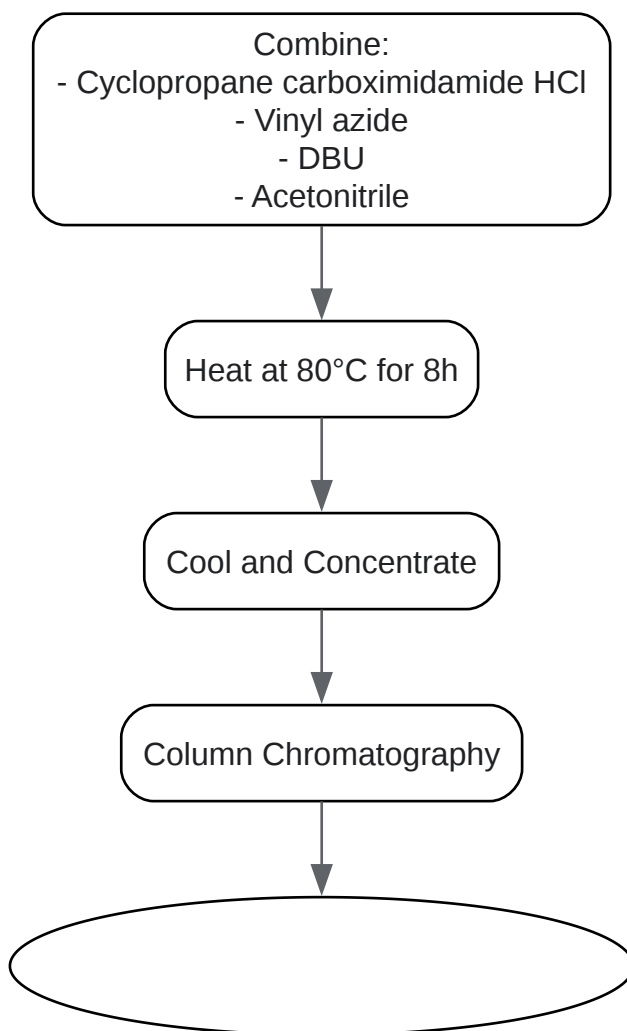 Combine:
- Cyclopropane carboximidamide HCl
- Vinyl azide
- DBU
- Acetonitrile
Heat at 80°C for 8h
Cool and Concentrate
Column Chromatography